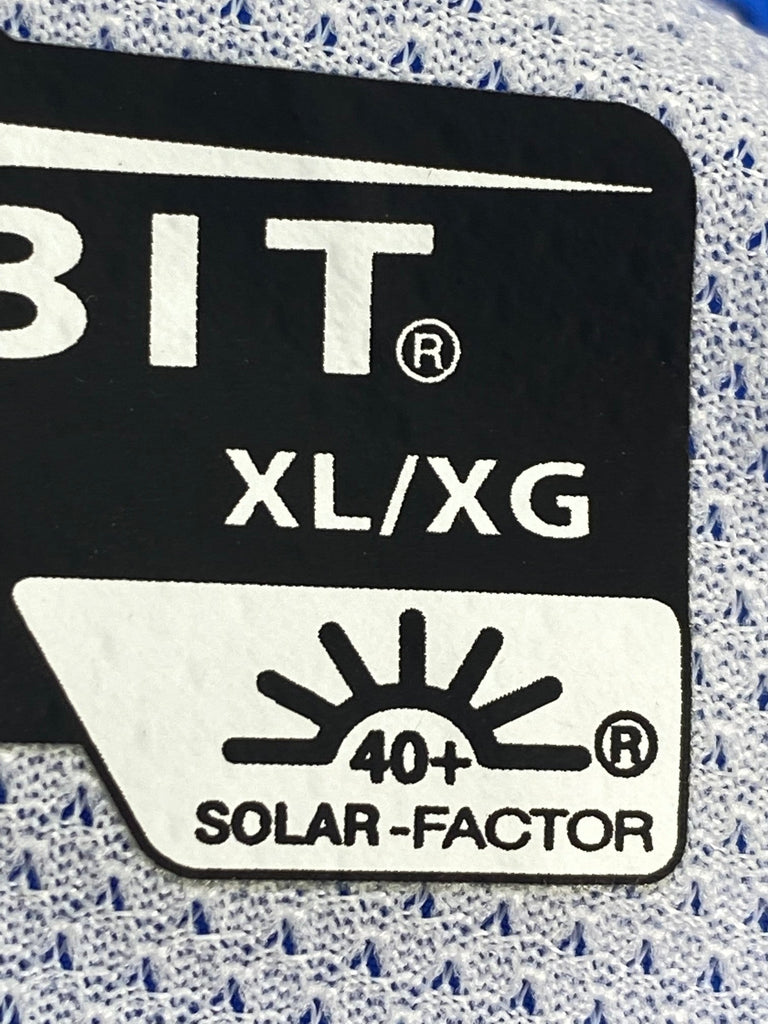 BIT®
XL/XG
40+ ®
SOLAR-FACTOR